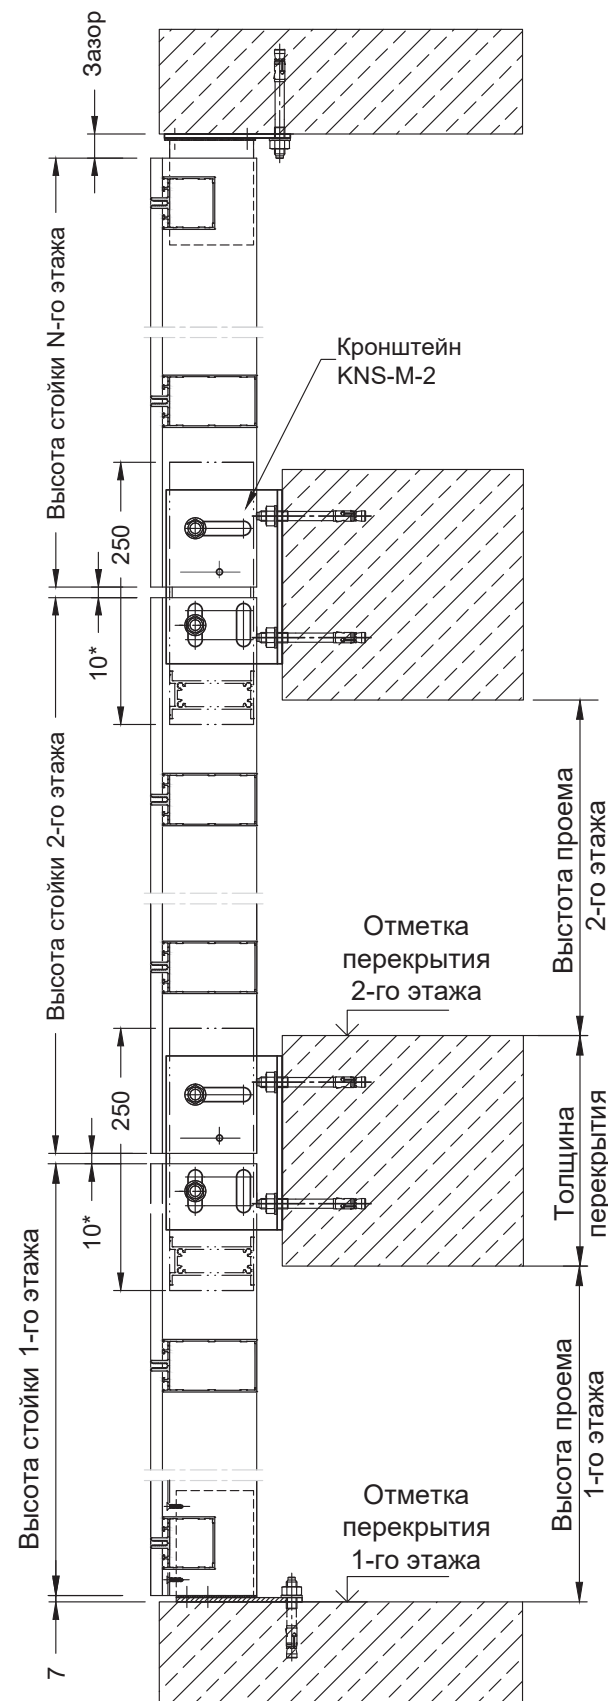 Зазор
Высота стойки N-го этажа
Кронштейн
KNS-M-2
250
10*
Высота стойки 2-го этажа
Выстота проема
2-го этажа
Отметка
перекрытия
2-го этажа
250
10*
Толщина
перекрытия
Высота стойки 1-го этажа
Высота проема
1-го этажа
Отметка
перекрытия
1-го этажа
7